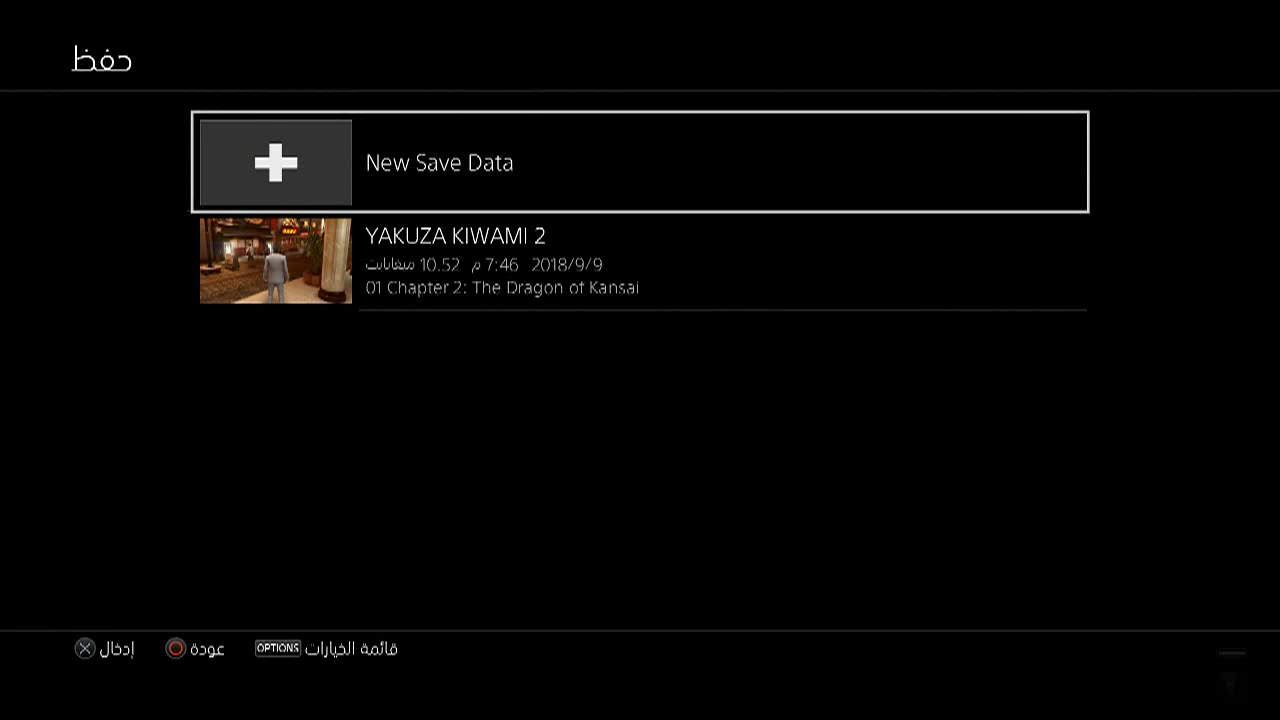 حفظ
New Save Data
YAKUZA KIWAMI 2
2018/9/9 7:46 م 10.52 ميغابايت
01 Chapter 2: The Dragon of Kansai
إدخال عودة OPTIONS قائمة الخيارات